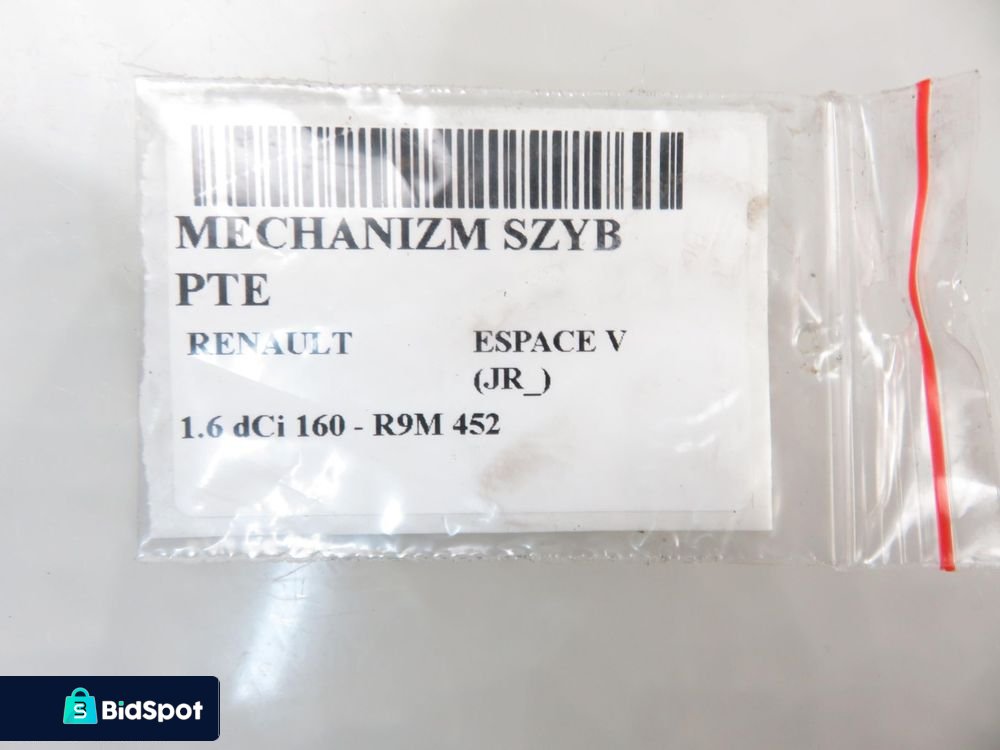 MECHANIZM SZYB
PTE
RENAULT ESPACE V
(JR_)
1.6 dCi 160 - R9M 452
BidSpot